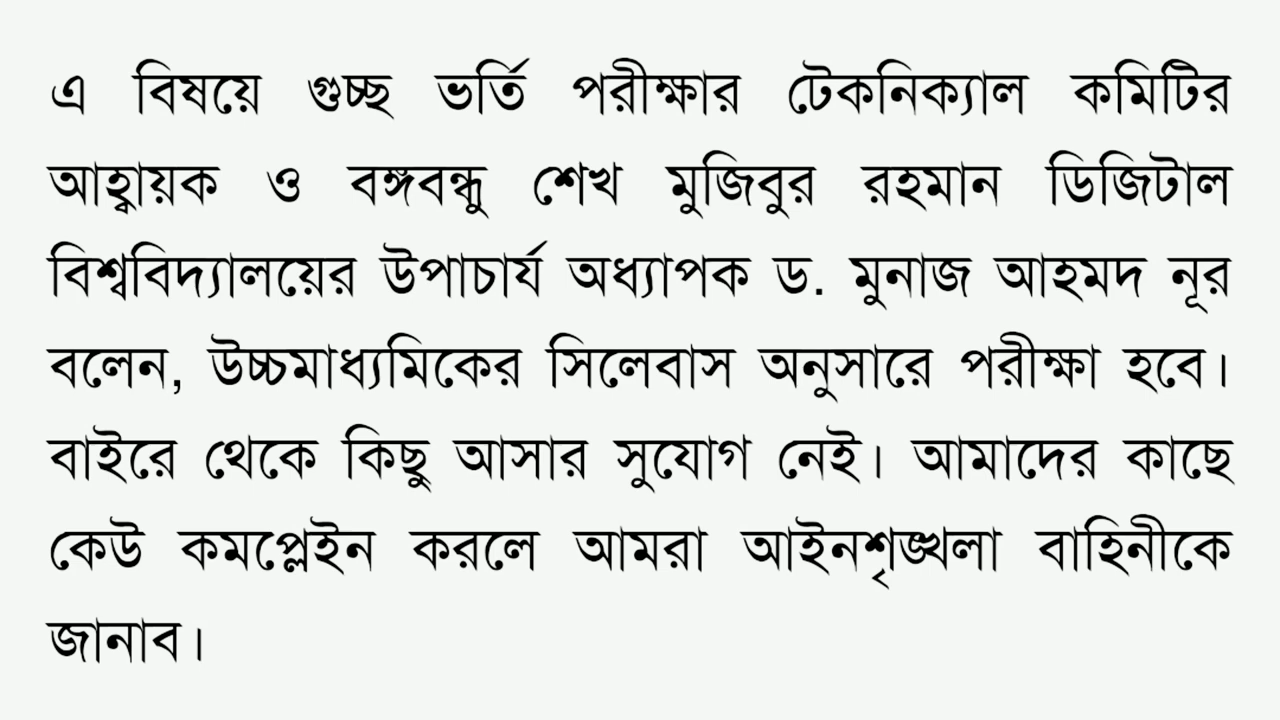 এ বিষয়ে গুচ্ছ ভর্তি পরীক্ষার টেকনিক্যাল কমিটির
আহ্বায়ক ও বঙ্গবন্ধু শেখ মুজিবুর রহমান ডিজিটাল
বিশ্ববিদ্যালয়ের উপাচার্য অধ্যাপক ড. মুনাজ আহমদ নূর
বলেন, উচ্চমাধ্যমিকের সিলেবাস অনুসারে পরীক্ষা হবে।
বাইরে থেকে কিছু আসার সুযোগ নেই। আমাদের কাছে
কেউ কমপ্লেইন করলে আমরা আইনশৃঙ্খলা বাহিনীকে
জানাব।